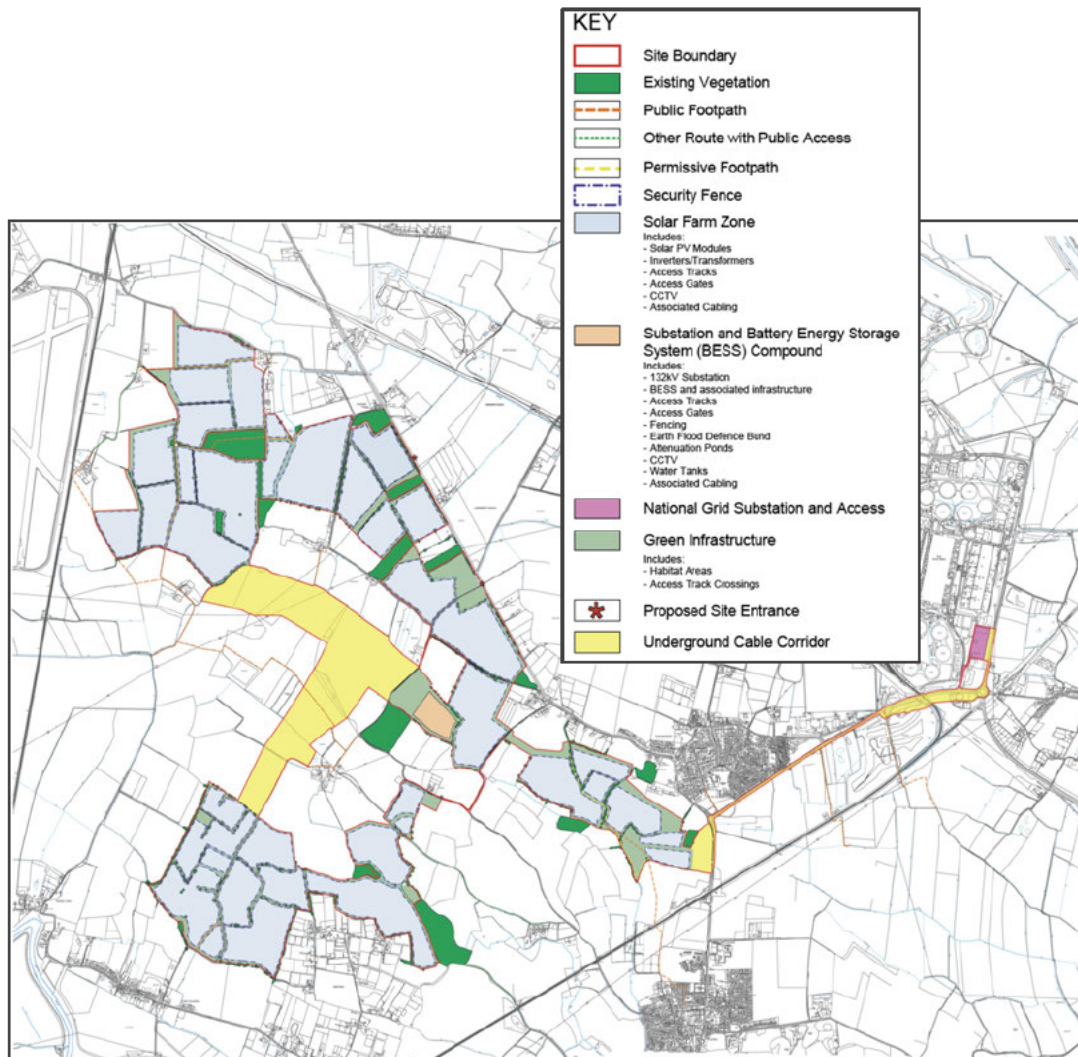 KEY
Site Boundary
Existing Vegetation
Public Footpath
Other Route with Public Access
Permissive Footpath
Security Fence
Solar Farm Zone
Includes:
- Solar PV Modules
- Inverters/Transformers
- Access Tracks
- Access Gates
- CCTV
- Associated Cabling
Substation and Battery Energy Storage
System (BESS) Compound
Includes:
- 132kV Substation
- BESS and associated infrastructure
- Access Tracks
- Access Gates
- Fencing
- Earth Flood Defence Bund
- Attenuation Ponds
- CCTV
- Water Tanks
- Associated Cabling
National Grid Substation and Access
Green Infrastructure
Includes:
- Habitat Areas
- Access Track Crossings
Proposed Site Entrance
Underground Cable Corridor